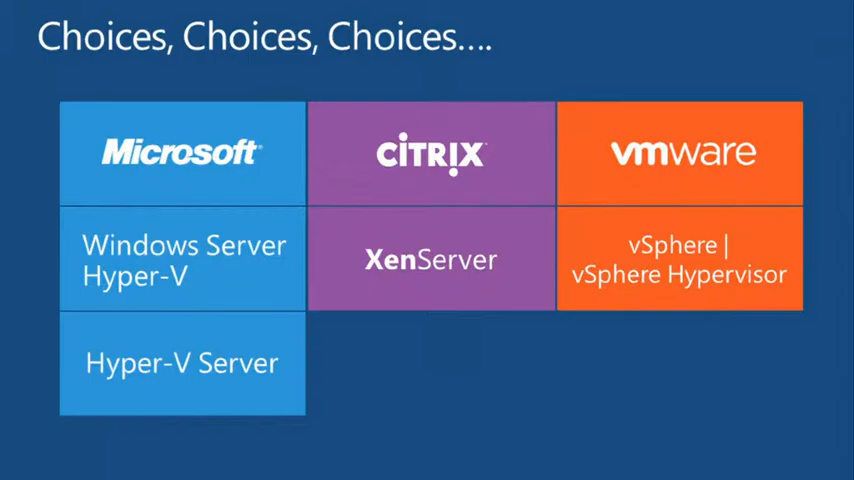 Choices, Choices, Choices....
Microsoft
CiTRIX
vmware
Windows Server
Hyper-V
XenServer
vSphere |
vSphere Hypervisor
Hyper-V Server